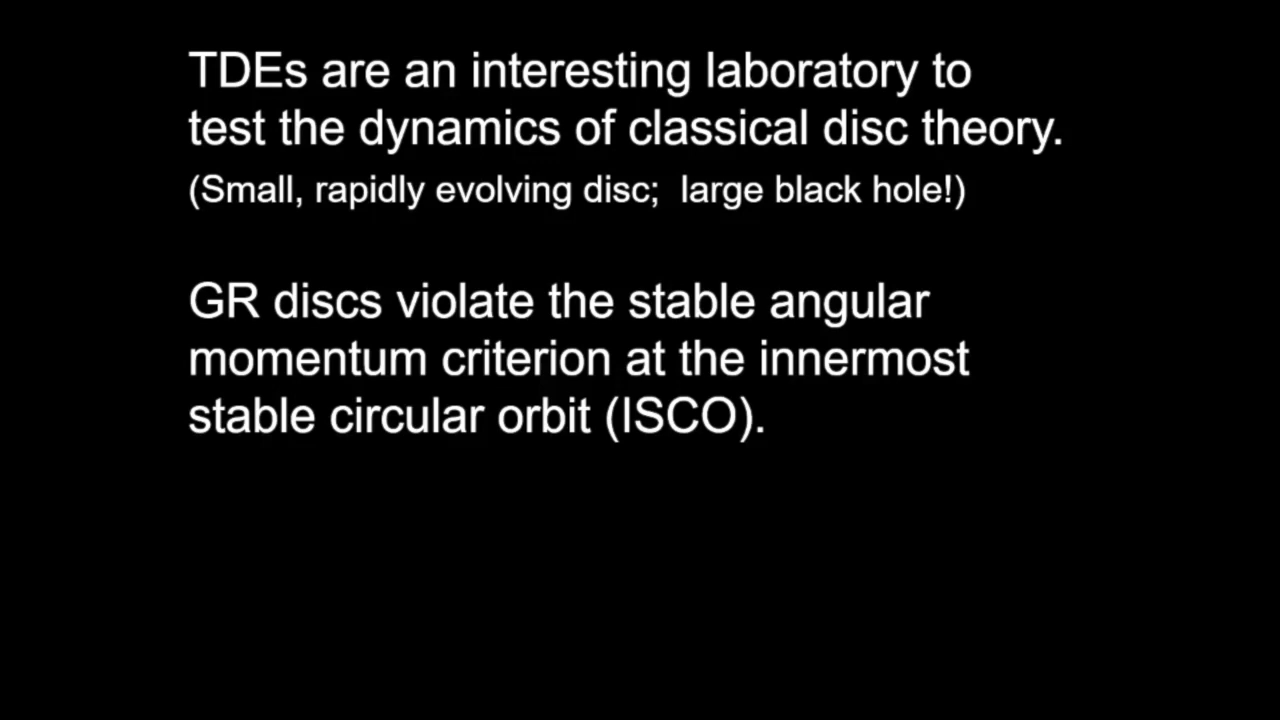 TDEs are an interesting laboratory to
test the dynamics of classical disc theory.
(Small, rapidly evolving disc;  large black hole!)
GR discs violate the stable angular
momentum criterion at the innermost
stable circular orbit (ISCO).